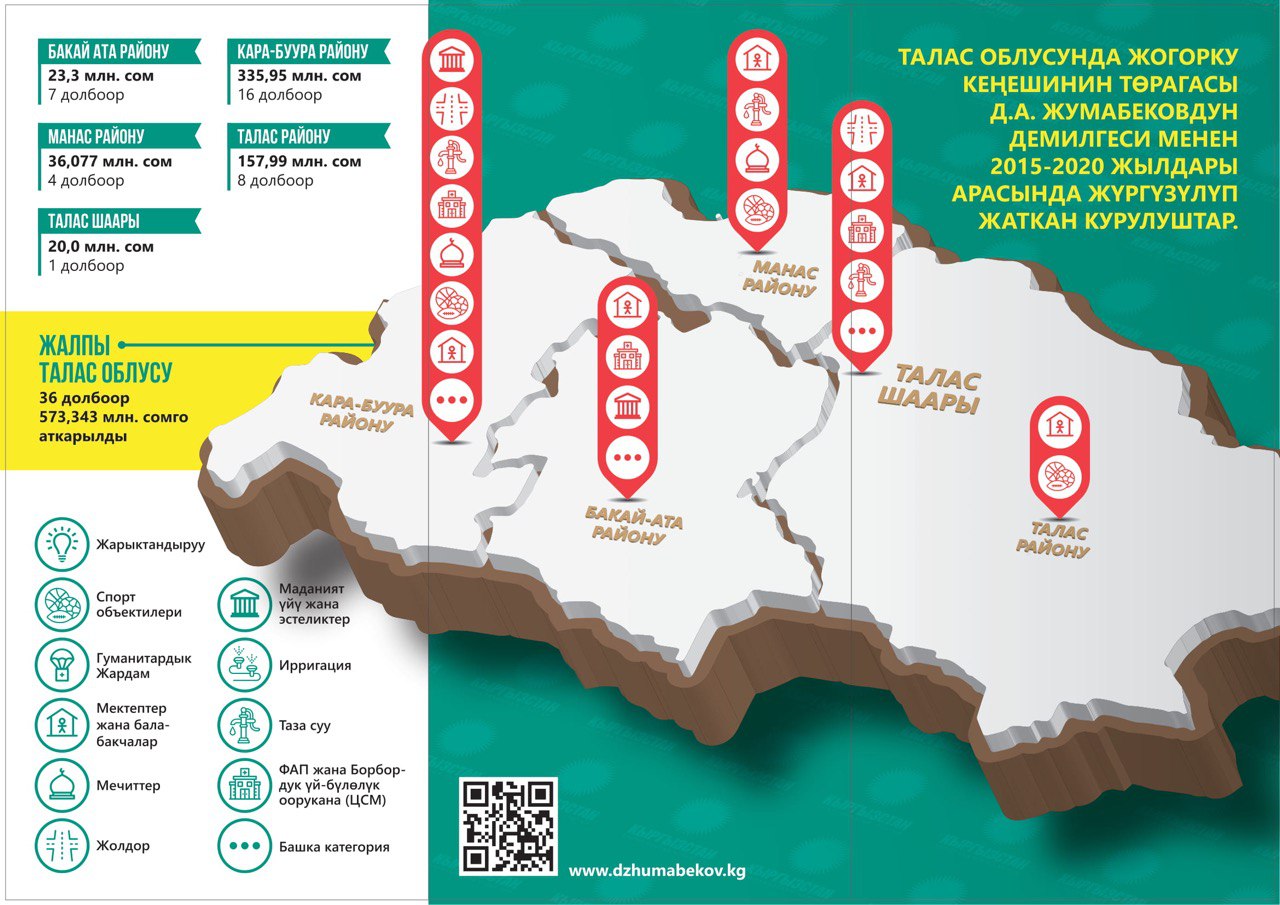 БАКАЙ АТА РАЙОНУ
23,3 млн. сом
7 долбоор
КАРА-БУУРА РАЙОНУ
335,95 млн. сом
16 долбоор
МАНАС РАЙОНУ
36,077 млн. сом
4 долбоор
ТАЛАС РАЙОНУ
157,99 млн. сом
8 долбоор
ТАЛАС ШААРЫ
20,0 млн. сом
1 долбоор
ЖАЛПЫ
ТАЛАС ОБЛУСУ
36 долбоор
573,343 млн. сомго
аткарылды
ТАЛАС ОБЛУСУНДА ЖОГОРКУ
КЕҢЕШИНИН ТӨРАГАСЫ
Д.А. ЖУМАБЕКОВДУН
ДЕМИЛГЕСИ МЕНЕН
2015-2020 ЖЫЛДАРЫ
АРАСЫНДА ЖҮРГҮЗҮЛҮП
ЖАТКАН КУРУЛУШТАР.
МАНАС
РАЙОНУ
ТАЛАС
ШААРЫ
КАРА-БУУРА
РАЙОНУ
БАКАЙ-АТА
РАЙОНУ
ТАЛАС
РАЙОНУ
Жарыктандыруу
Спорт
объектилери
Гуманитардык
Жардам
Мектептер
жана бала-
бакчалар
Мечиттер
Жолдор
Маданият
үйү жана
эстеликтер
Ирригация
Таза суу
ФАП жана Борбор-
дук үй-бүлөлүк
оорукана (ЦСМ)
Башка категория
www.dzhumabekov.kg